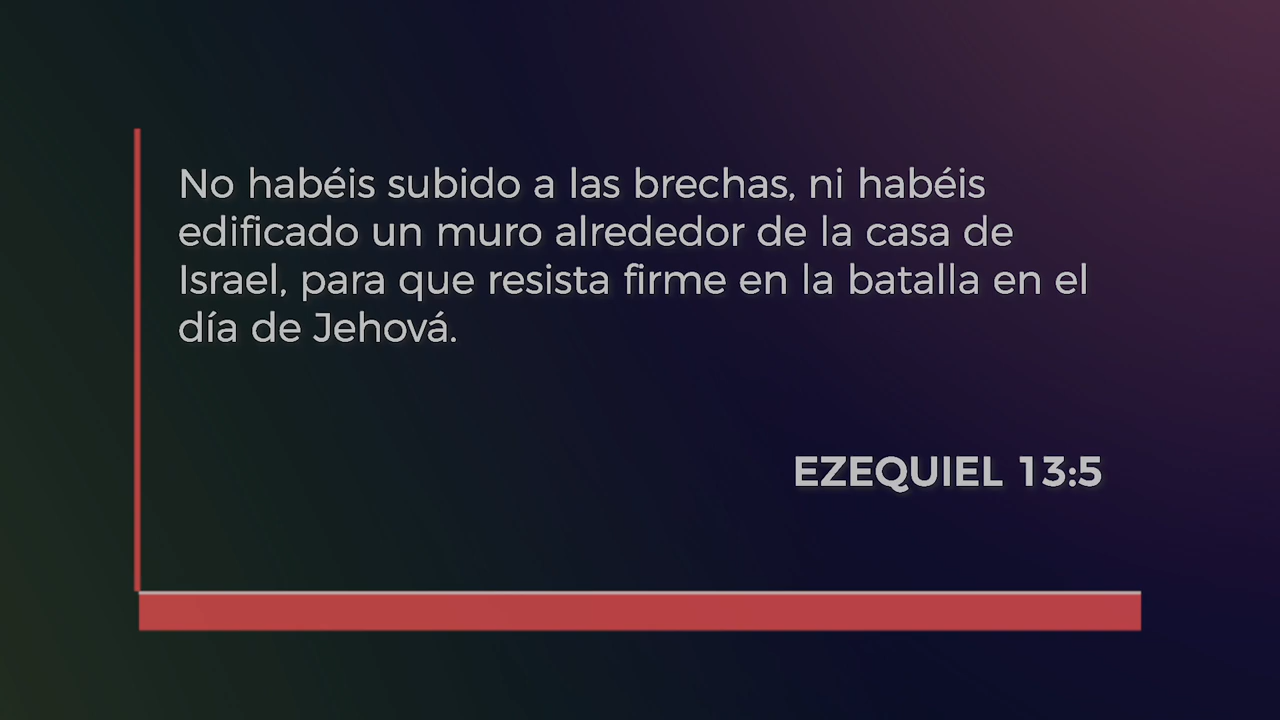 No habéis subido a las brechas, ni habéis
edificado un muro alrededor de la casa de
Israel, para que resista firme en la batalla en el
día de Jehová.
EZEQUIEL 13:5